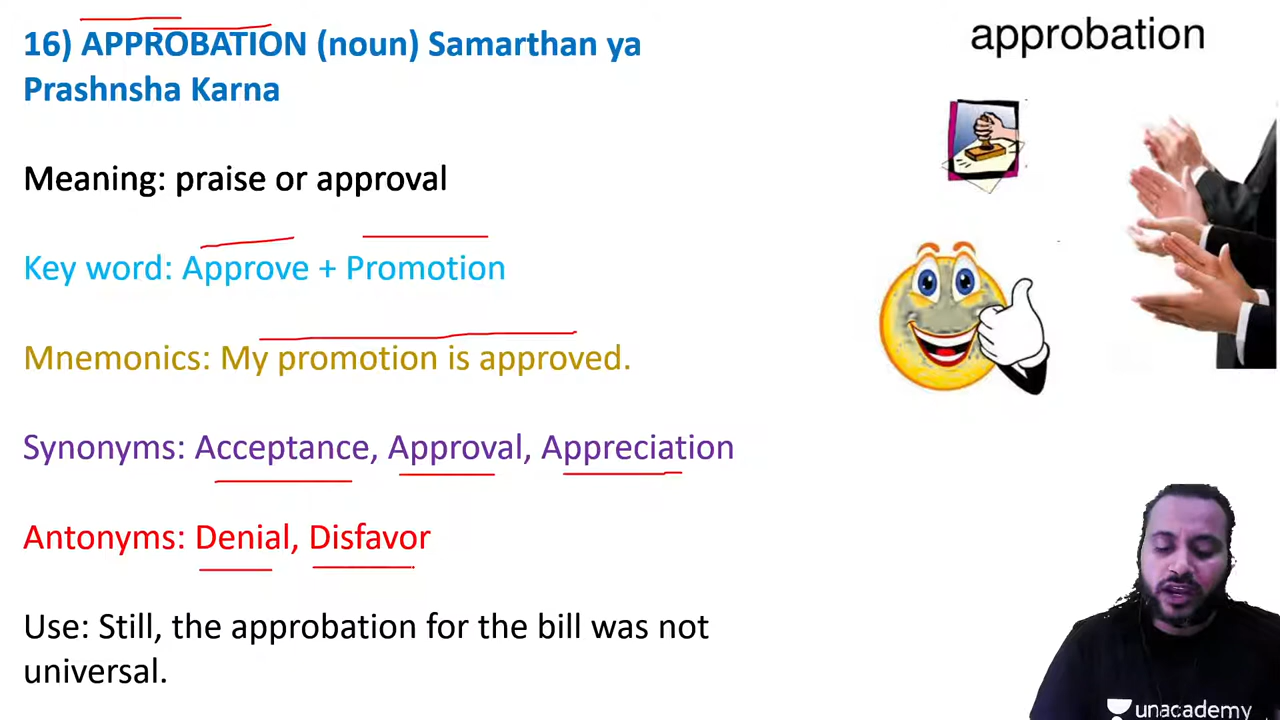 16) APPROBATION (noun) Samarthan ya
Prashnsha Karna
approbation
Meaning: praise or approval
Key word: Approve + Promotion
Mnemonics: My promotion is approved.
Synonyms: Acceptance, Approval, Appreciation
Antonyms: Denial, Disfavor
Use: Still, the approbation for the bill was not
universal.
unacademy